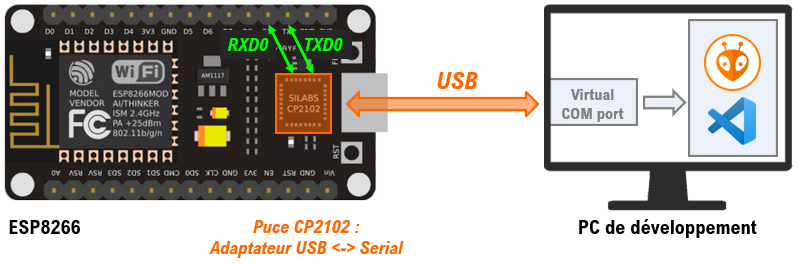 D0 D1 D2 D3 D4 3V3 GND D5 D6
RXD0 TXD0
WiFi
MODEL
VENDOR
ESP8266MOD
AI/THINKER
ISM 2.4GHz
PA +25dBm
802.11b/g/n
FC
AM1117
SILABS
CP2102
RST
A0 RSV RSV SD3 SD2 SD1 CMD SD0 CLK GND 3V3 EN RST GND Vin
USB
Virtual
COM port
ESP8266
Puce CP2102 :
Adaptateur USB <-> Serial
PC de développement